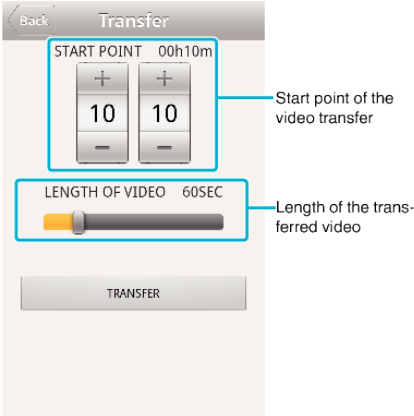 Back
Transfer
START POINT 00h10m
+ +
10 10
− −
Start point of the
video transfer
LENGTH OF VIDEO 60SEC
Length of the trans-
ferred video
TRANSFER